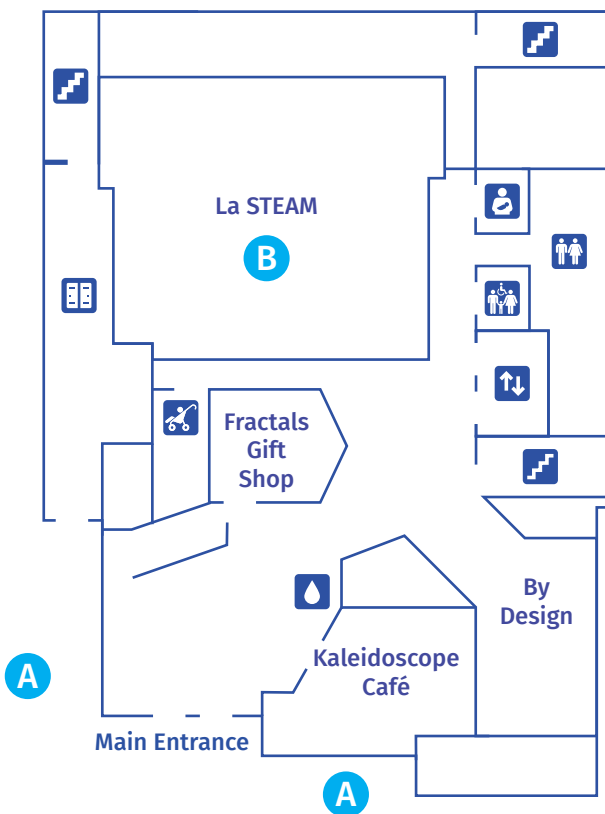 La STEAM
B
Fractals
Gift
Shop
By
Design
Kaleidoscope
Café
A
Main Entrance
A